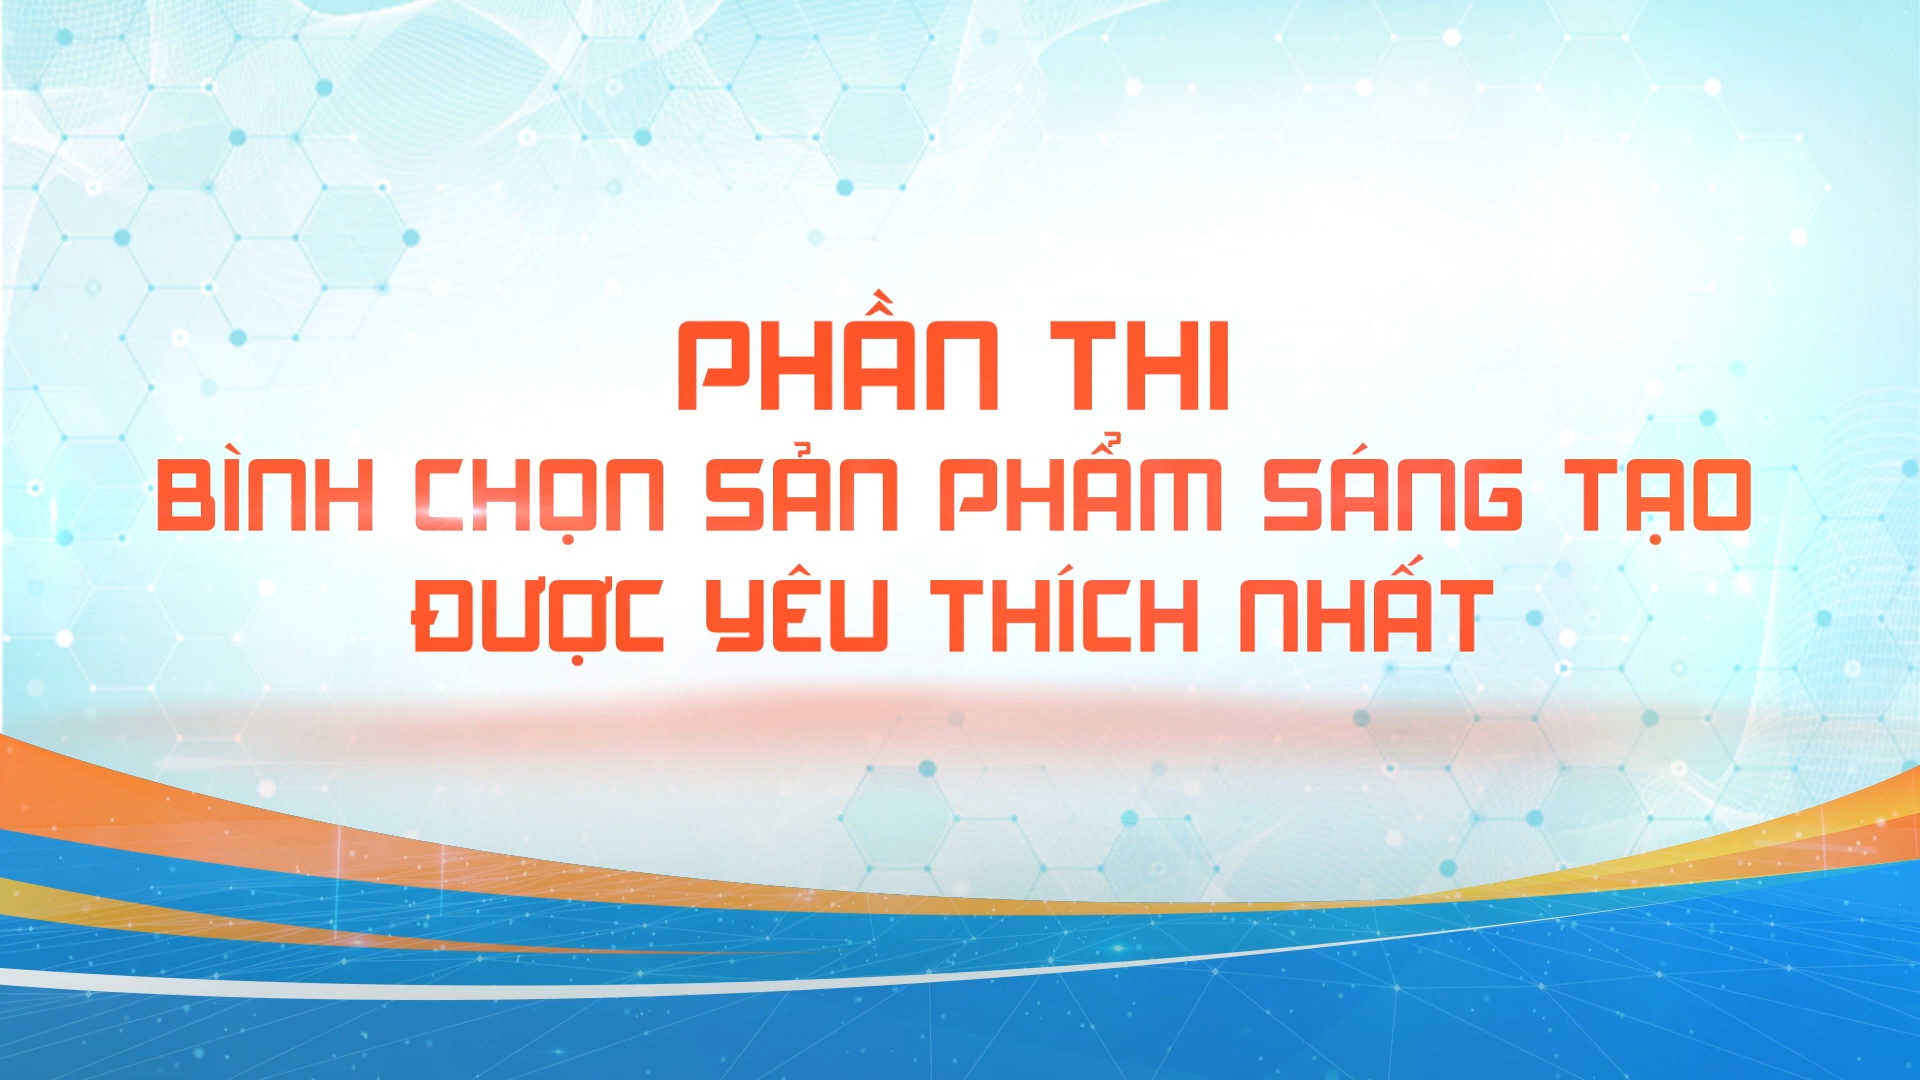 PHẦN THI
BÌNH CHỌN SẢN PHẨM SÁNG TẠO
ĐƯỢC YÊU THÍCH NHẤT